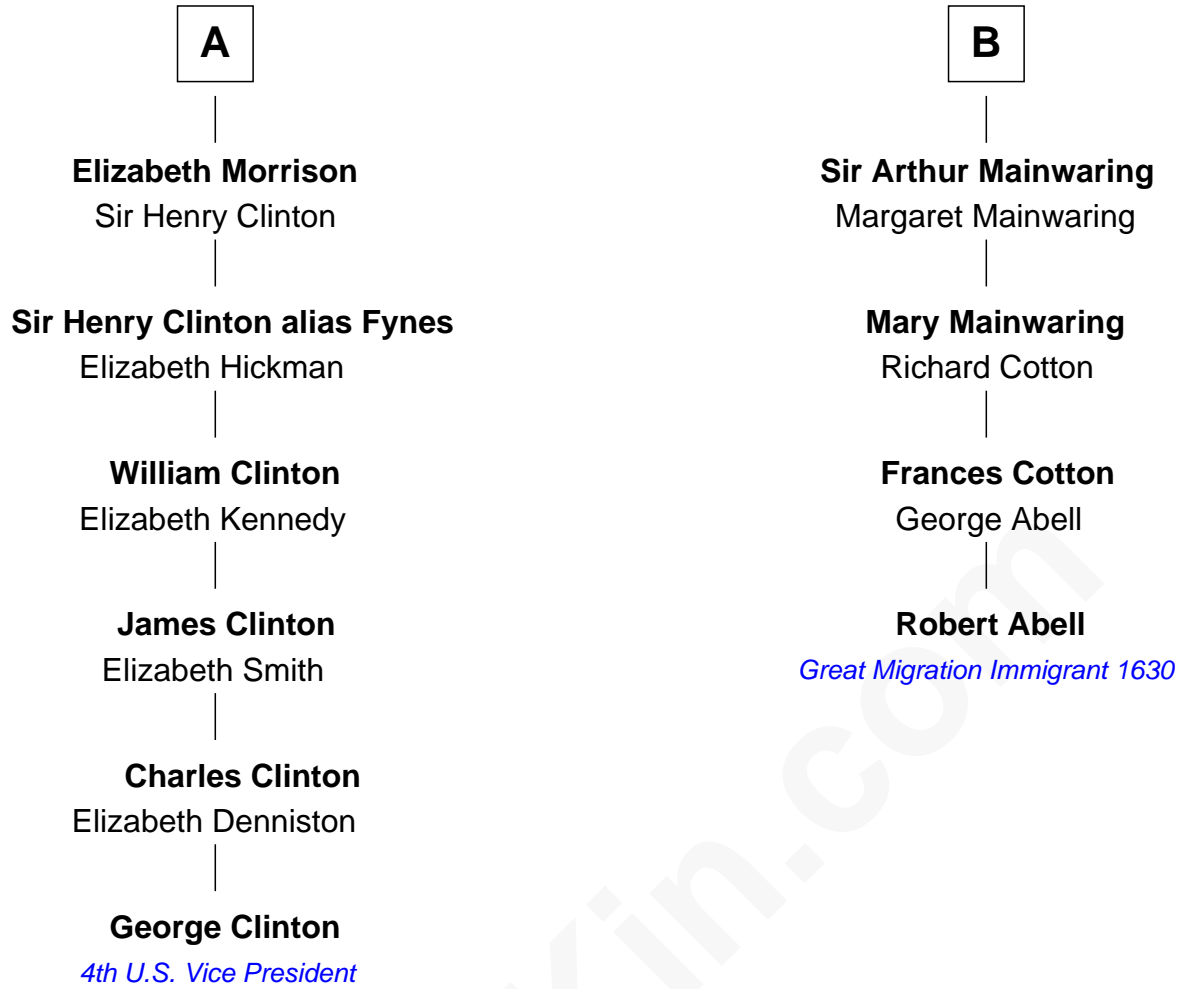 A
Elizabeth Morrison
Sir Henry Clinton
Sir Henry Clinton alias Fynes
Elizabeth Hickman
William Clinton
Elizabeth Kennedy
James Clinton
Elizabeth Smith
Charles Clinton
Elizabeth Denniston
George Clinton
4th U.S. Vice President
B
Sir Arthur Mainwaring
Margaret Mainwaring
Mary Mainwaring
Richard Cotton
Frances Cotton
George Abell
Robert Abell
Great Migration Immigrant 1630
Kin.com